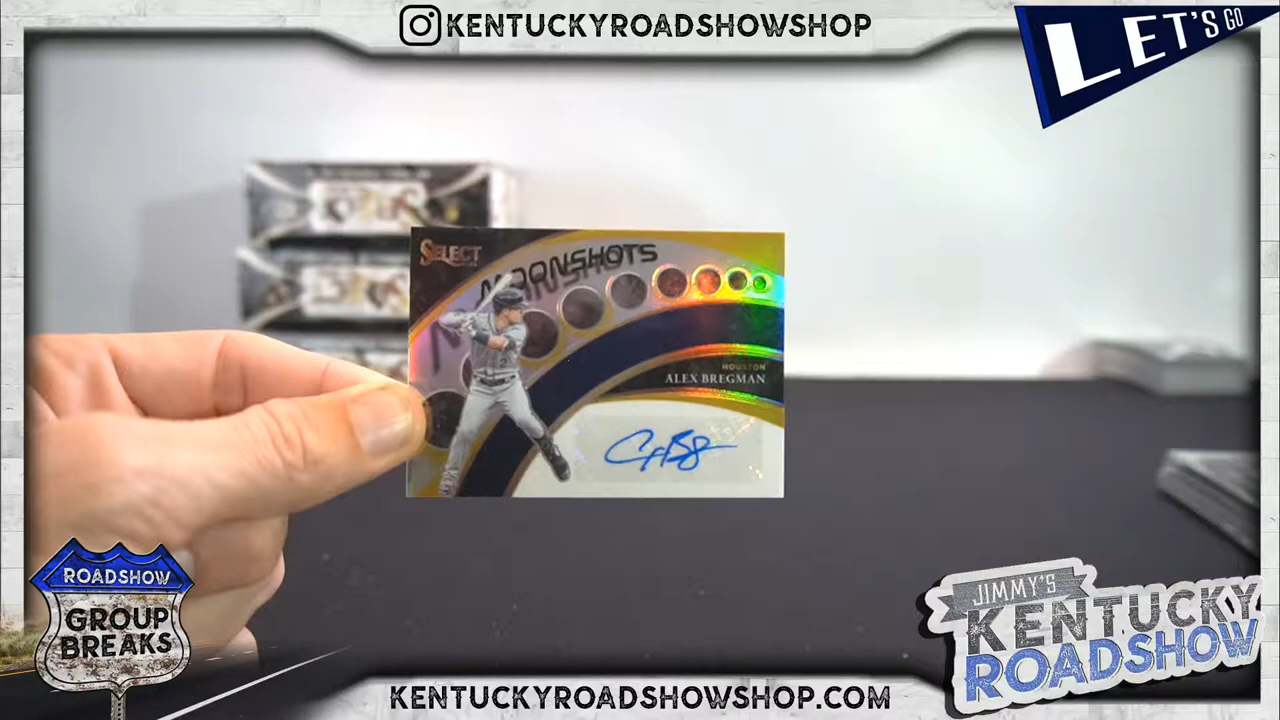 KENTUCKYROADSHOWSHOP
LET'S GO
SELECT
MOONSHOTS
HOUSTON
ALEX BREGMAN
ROADSHOW
GROUP
BREAKS
JIMMY'S
KENTUCKY
ROADSHOW
KENTUCKYROADSHOWSHOP.COM